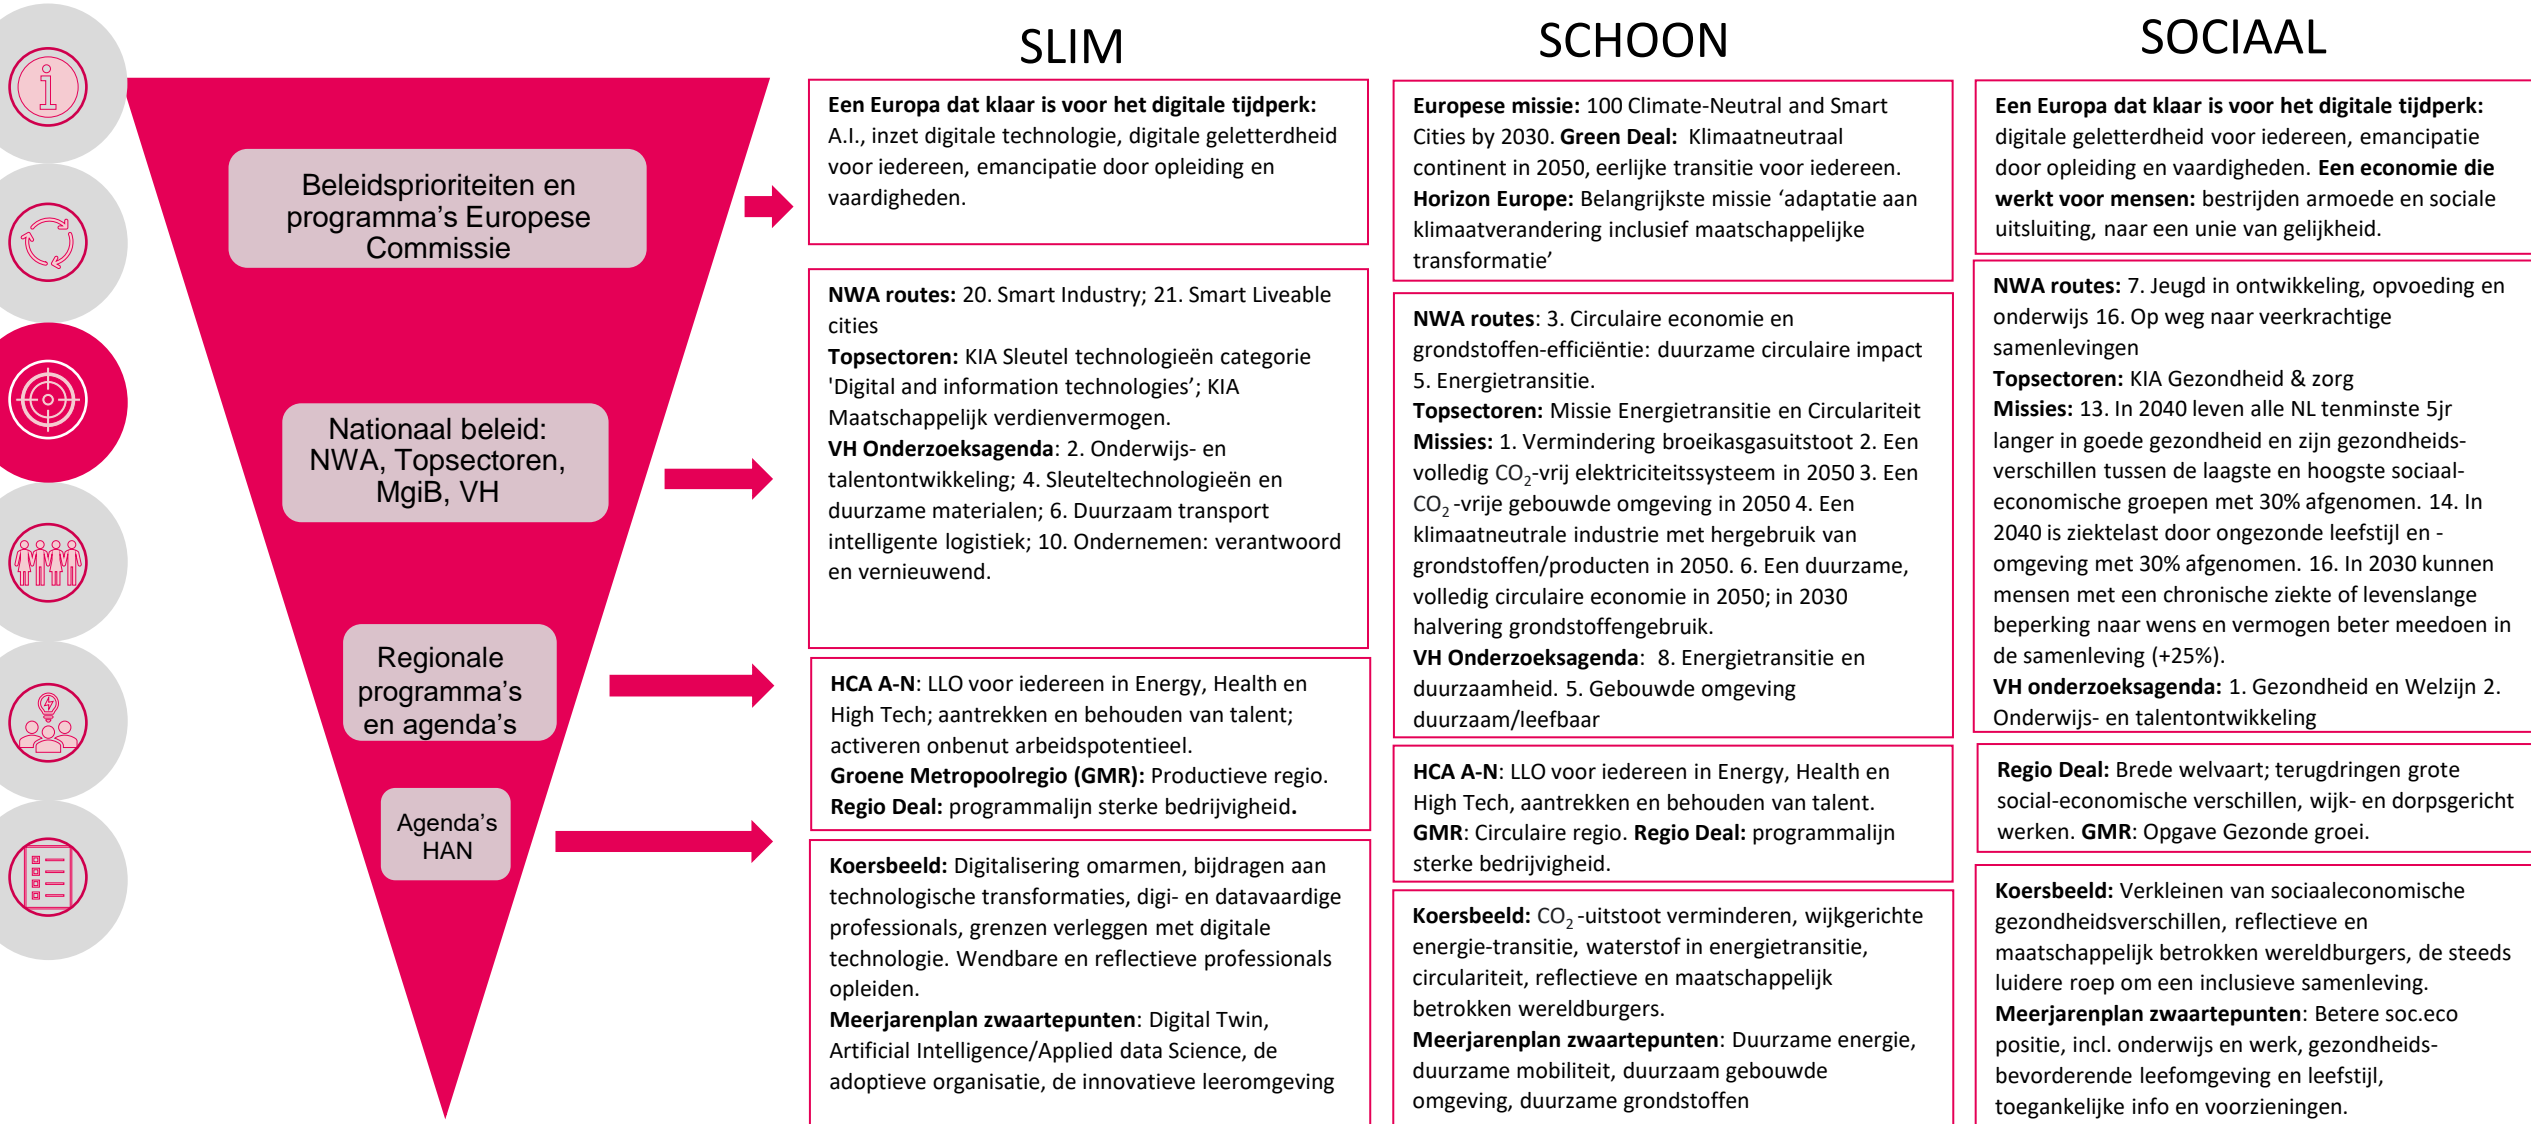 SLIM
SCHOON
SOCIAAL
Beleidsprioriteiten en
programma’s Europese
Commissie
Nationaal beleid:
NWA, Topsectoren,
MgiB, VH
Regionale
programma’s
en agenda’s
Agenda’s
HAN
Een Europa dat klaar is voor het digitale tijdperk:
A.I., inzet digitale technologie, digitale geletterdheid
voor iedereen, emancipatie door opleiding en
vaardigheden.
NWA routes: 20. Smart Industry; 21. Smart Liveable
cities
Topsectoren: KIA Sleutel technologieën categorie
'Digital and information technologies’; KIA
Maatschappelijk verdienvermogen.
VH Onderzoeksagenda: 2. Onderwijs- en
talentontwikkeling; 4. Sleuteltechnologieën en
duurzame materialen; 6. Duurzaam transport
intelligente logistiek; 10. Ondernemen: verantwoord
en vernieuwend.
HCA A-N: LLO voor iedereen in Energy, Health en
High Tech; aantrekken en behouden van talent;
activeren onbenut arbeidspotentieel.
Groene Metropoolregio (GMR): Productieve regio.
Regio Deal: programmalijn sterke bedrijvigheid.
Koersbeeld: Digitalisering omarmen, bijdragen aan
technologische transformaties, digi- en datavaardige
professionals, grenzen verleggen met digitale
technologie. Wendbare en reflectieve professionals
opleiden.
Meerjarenplan zwaartepunten: Digital Twin,
Artificial Intelligence/Applied data Science, de
adoptieve organisatie, de innovatieve leeromgeving
Europese missie: 100 Climate-Neutral and Smart
Cities by 2030. Green Deal: Klimaatneutraal
continent in 2050, eerlijke transitie voor iedereen.
Horizon Europe: Belangrijkste missie ‘adaptatie aan
klimaatverandering inclusief maatschappelijke
transformatie’
NWA routes: 3. Circulaire economie en
grondstoffen-efficiëntie: duurzame circulaire impact
5. Energietransitie.
Topsectoren: Missie Energietransitie en Circulariteit
Missies: 1. Vermindering broeikasgasuitstoot 2. Een
volledig CO₂-vrij elektriciteitssysteem in 2050 3. Een
CO₂ -vrije gebouwde omgeving in 2050 4. Een
klimaatneutrale industrie met hergebruik van
grondstoffen/producten in 2050. 6. Een duurzame,
volledig circulaire economie in 2050; in 2030
halvering grondstoffengebruik.
VH Onderzoeksagenda: 8. Energietransitie en
duurzaamheid. 5. Gebouwde omgeving
duurzaam/leefbaar
HCA A-N: LLO voor iedereen in Energy, Health en
High Tech, aantrekken en behouden van talent.
GMR: Circulaire regio. Regio Deal: programmalijn
sterke bedrijvigheid.
Koersbeeld: CO₂ -uitstoot verminderen, wijkgerichte
energie-transitie, waterstof in energietransitie,
circulariteit, reflectieve en maatschappelijk
betrokken wereldburgers.
Meerjarenplan zwaartepunten: Duurzame energie,
duurzame mobiliteit, duurzaam gebouwde
omgeving, duurzame grondstoffen
Een Europa dat klaar is voor het digitale tijdperk:
digitale geletterdheid voor iedereen, emancipatie
door opleiding en vaardigheden. Een economie die
werkt voor mensen: bestrijden armoede en sociale
uitsluiting, naar een unie van gelijkheid.
NWA routes: 7. Jeugd in ontwikkeling, opvoeding en
onderwijs 16. Op weg naar veerkrachtige
samenlevingen
Topsectoren: KIA Gezondheid & zorg
Missies: 13. In 2040 leven alle NL tenminste 5jr
langer in goede gezondheid en zijn gezondheids-
verschillen tussen de laagste en hoogste sociaal-
economische groepen met 30% afgenomen. 14. In
2040 is ziektelast door ongezonde leefstijl en -
omgeving met 30% afgenomen. 16. In 2030 kunnen
mensen met een chronische ziekte of levenslange
beperking naar wens en vermogen beter meedoen in
de samenleving (+25%).
VH onderzoeksagenda: 1. Gezondheid en Welzijn 2.
Onderwijs- en talentontwikkeling
Regio Deal: Brede welvaart; terugdringen grote
social-economische verschillen, wijk- en dorpsgericht
werken. GMR: Opgave Gezonde groei.
Koersbeeld: Verkleinen van sociaaleconomische
gezondheidsverschillen, reflectieve en
maatschappelijk betrokken wereldburgers, de steeds
luidere roep om een inclusieve samenleving.
Meerjarenplan zwaartepunten: Betere soc.eco
positie, incl. onderwijs en werk, gezondheids-
bevorderende leefomgeving en leefstijl,
toegankelijke info en voorzieningen.